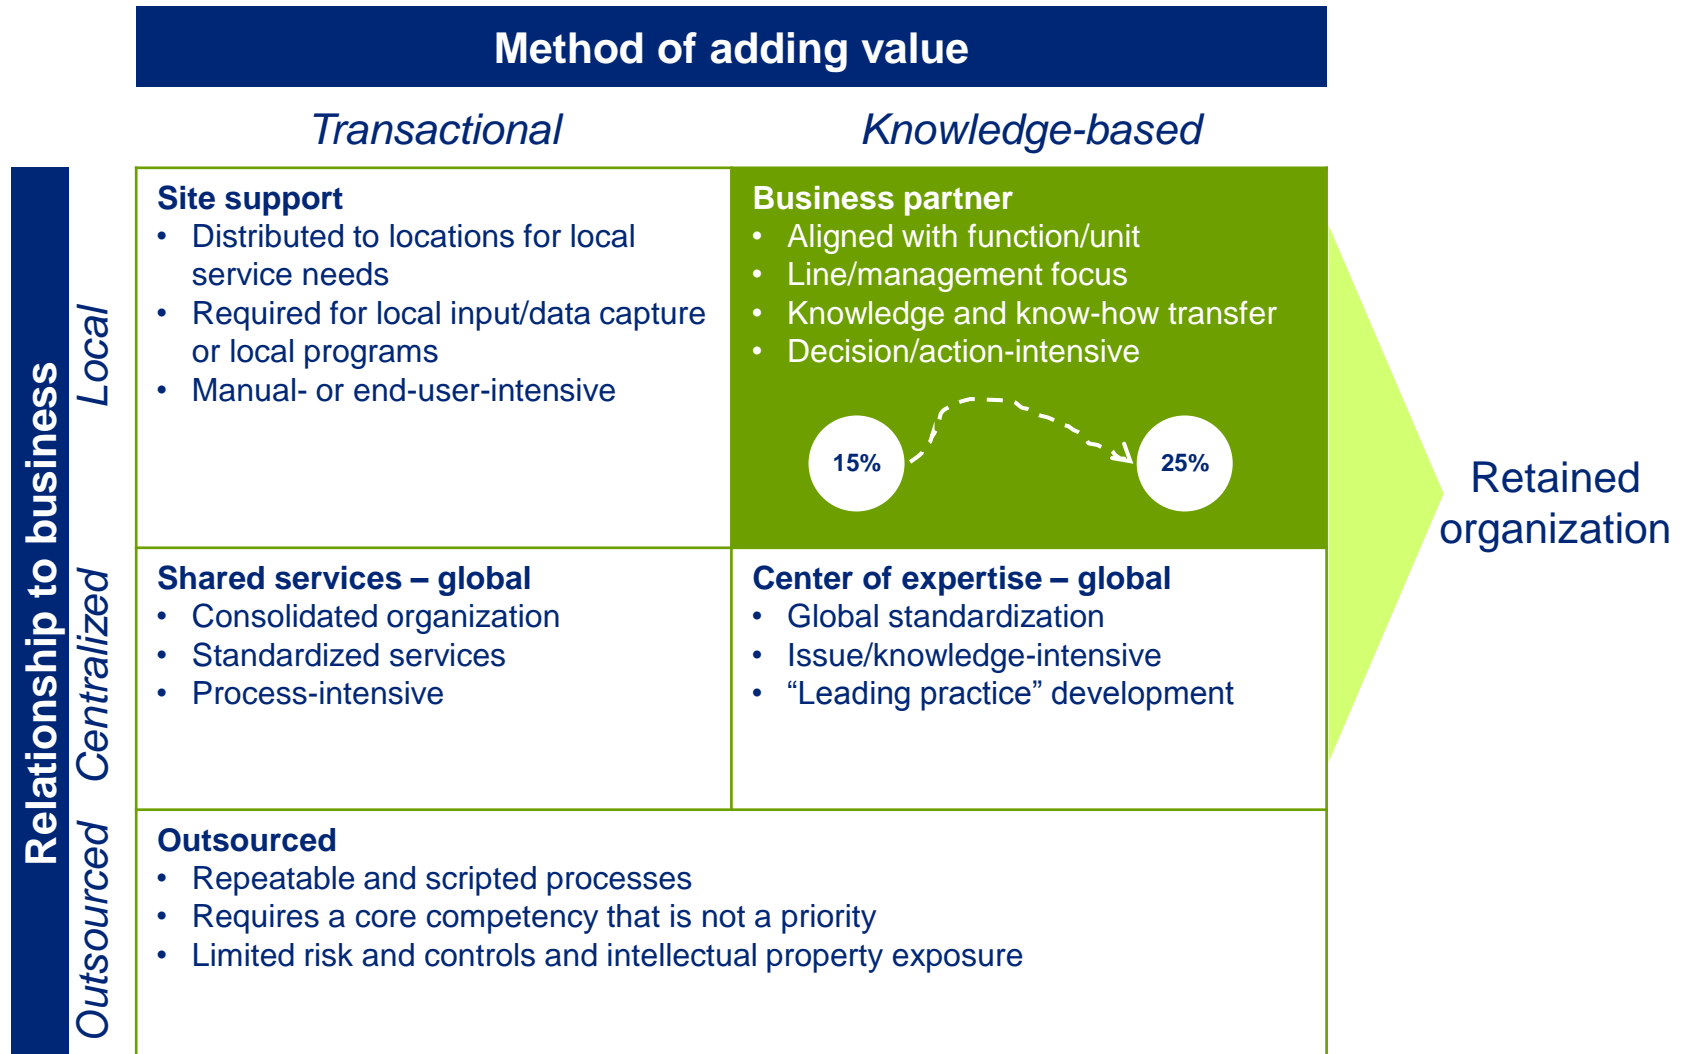 Method of adding value
Transactional
Knowledge-based
Relationship to business
Local
Site support
• Distributed to locations for local
service needs
• Required for local input/data capture
or local programs
• Manual- or end-user-intensive
Business partner
• Aligned with function/unit
• Line/management focus
• Knowledge and know-how transfer
• Decision/action-intensive
15%
25%
Retained
organization
Centralized
Shared services – global
• Consolidated organization
• Standardized services
• Process-intensive
Center of expertise – global
• Global standardization
• Issue/knowledge-intensive
• “Leading practice” development
Outsourced
Outsourced
• Repeatable and scripted processes
• Requires a core competency that is not a priority
• Limited risk and controls and intellectual property exposure